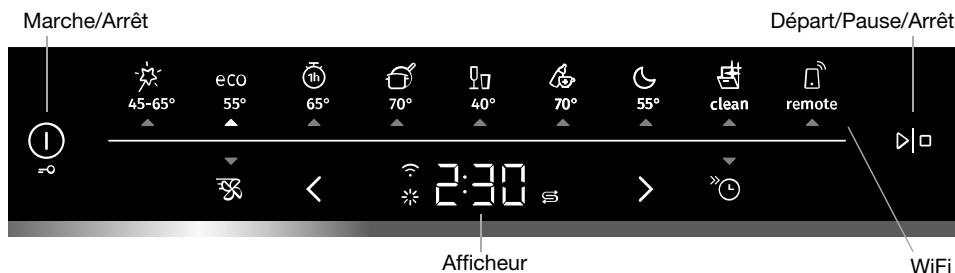 Marche/Arrêt Départ/Pause/Arrêt
eco 1h
45-65° 55° 65° 70° 40° 70° 55° clean remote
2:30
Afficheur
WiFi